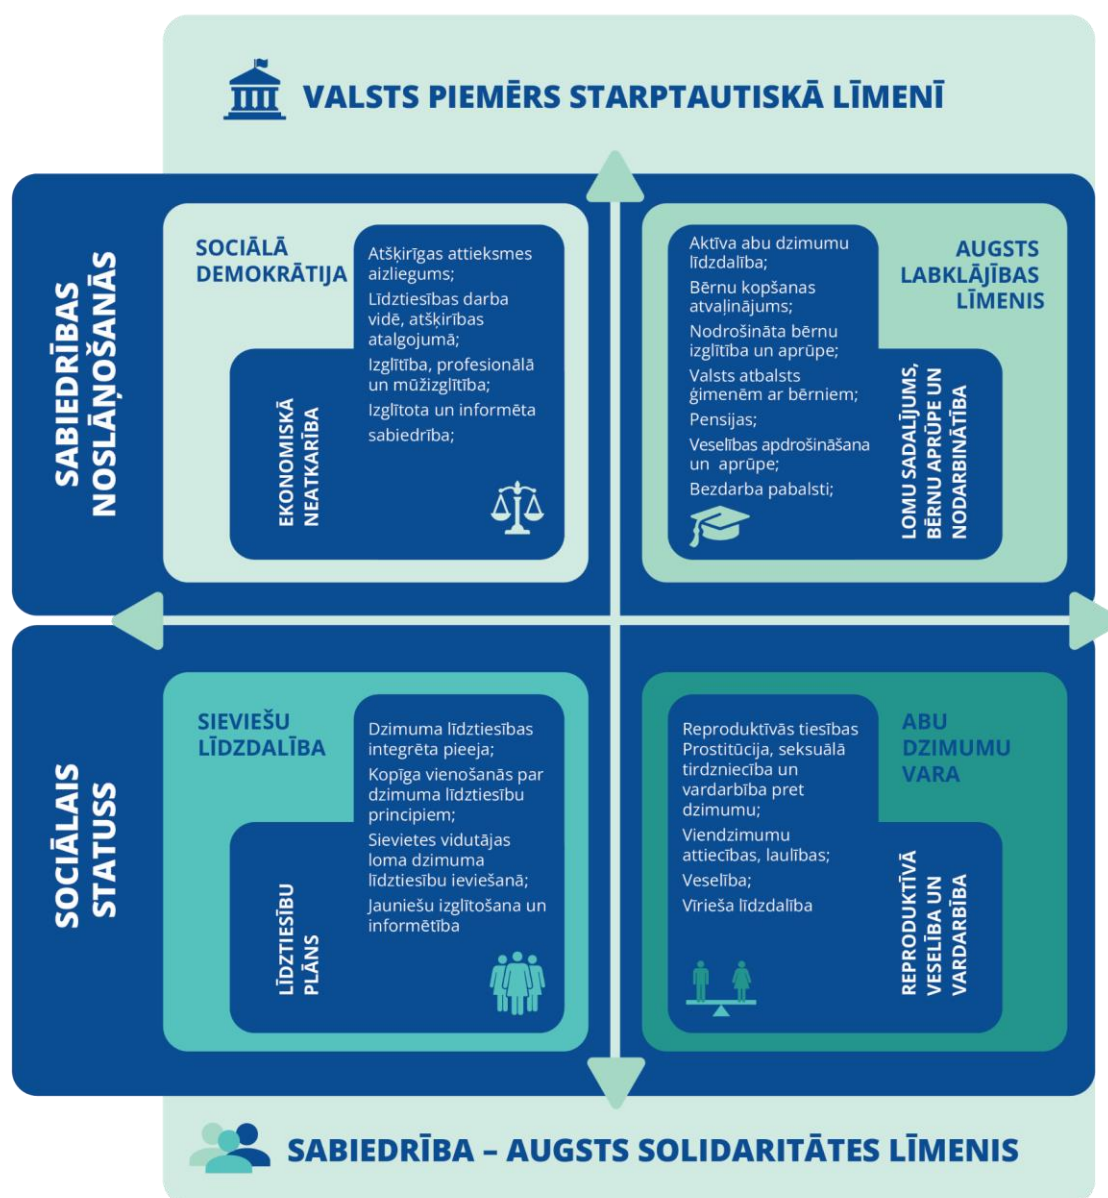 VALSTS PIEMĒRS STARPTAUTISKĀ LĪMENĪ
SABIEDRĪBAS
NOSLĀŅOŠANĀS
SOCIĀLĀ
DEMOKRĀTIJA
Atšķirīgas attieksmes
aizliegums;
Līdztiesības darba
vidē, atšķirības
atalgojumā;
Izglītība, profesionālā
un mūžizglītība;
Izglītota un informēta
sabiedrība;
EKONOMISKĀ
NEATKARĪBA
Aktīva abu dzimumu
līdzdalība;
Bērnu kopšanas
atvaļinājums;
Nodrošināta bērnu
izglītība un aprūpe;
Valsts atbalsts
ģimenēm ar bērniem;
Pensijas;
Veselības apdrošināšana
un aprūpe;
Bezdarba pabalsti;
AUGSTS
LABKLĀJĪBAS
LĪMENIS
LOMU SADALĪJUMS,
BĒRNU APRŪPE UN
NODARBINĀTĪBA
SOCIĀLAIS
STATUSS
SIEVIEŠU
LĪDZDALĪBA
Dzimuma līdztiesības
integrēta pieeja;
Kopīga vienošanās par
dzimuma līdztiesību
principiem;
Sievietes vidutājas
loma dzimuma
līdztiesību ieviešanā;
Jauniešu izglītošana un
informētība
LĪDZTIESĪBU
PLĀNS
Reproduktīvās tiesības
Prostitūcija, seksuālā
tirdzniecība un
vardarbība pret
dzimumu;
Viendzimumu
attiecības, laulības;
Veselība;
Vīrieša līdzdalība
ABU
DZIMUMU
VARA
REPRODUKTĪVĀ
VESELĪBA UN
VARDARBĪBA
SABIEDRĪBA – AUGSTS SOLIDARITĀTES LĪMENIS